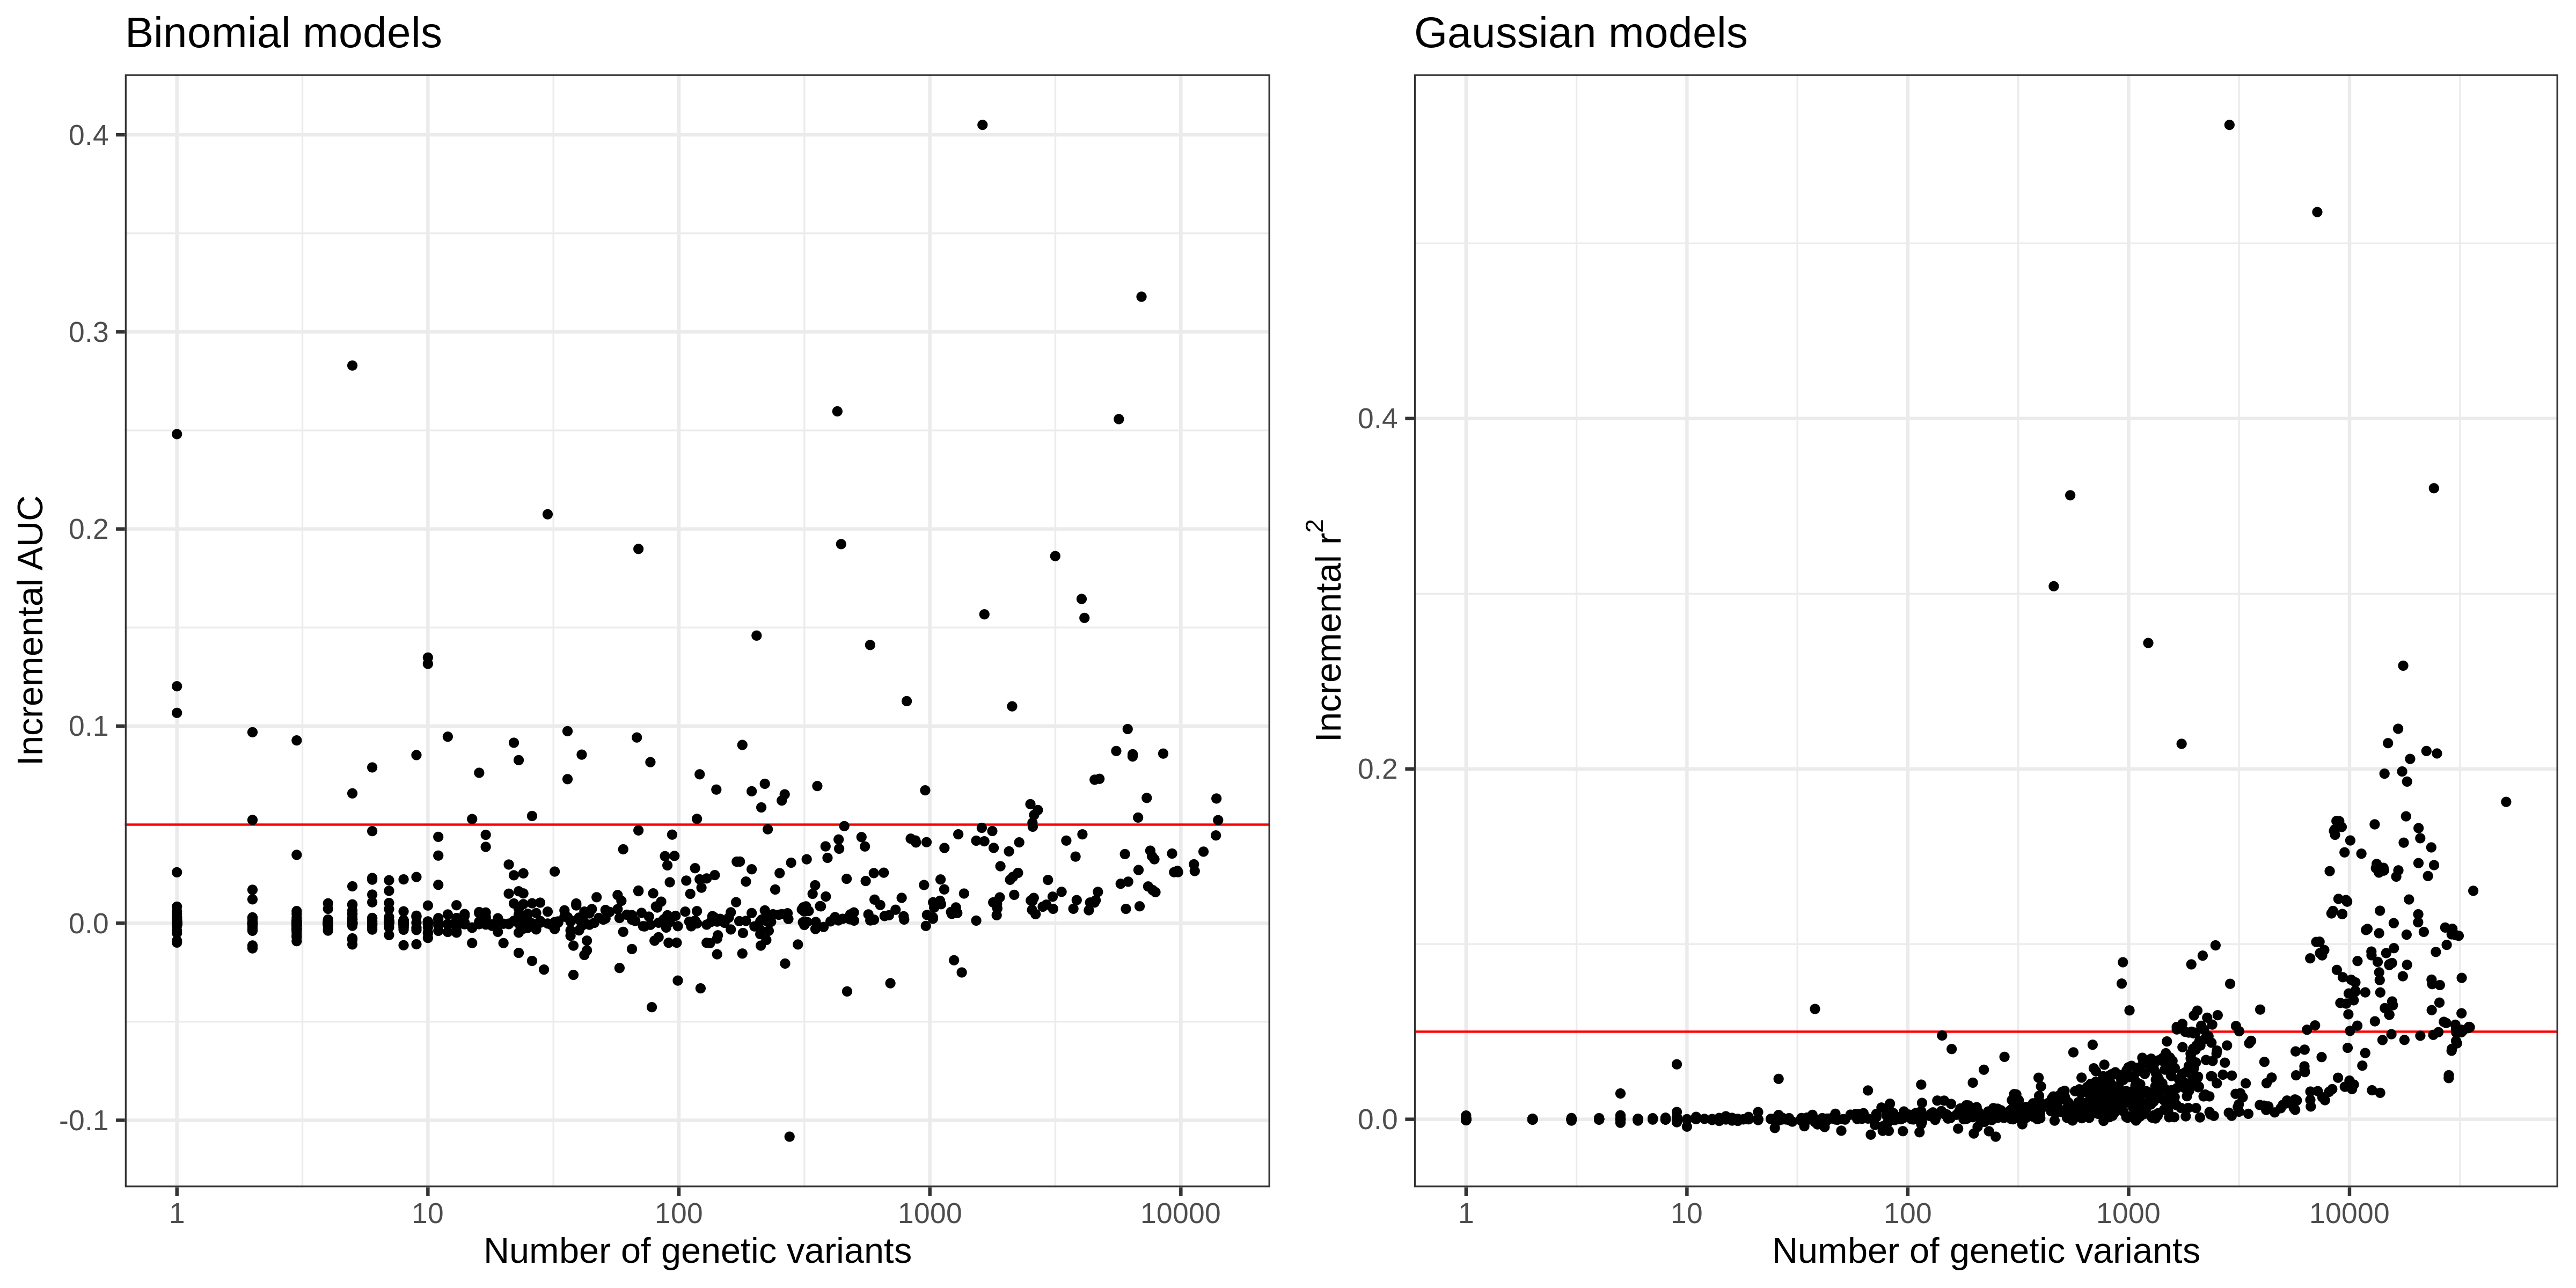 Binomial models
Gaussian models
Incremental AUC
0.4
0.3
0.2
0.1
0.0
-0.1
1 10 100 1000 10000
Number of genetic variants
Incremental r²
0.4
0.2
0.0
1 10 100 1000 10000
Number of genetic variants